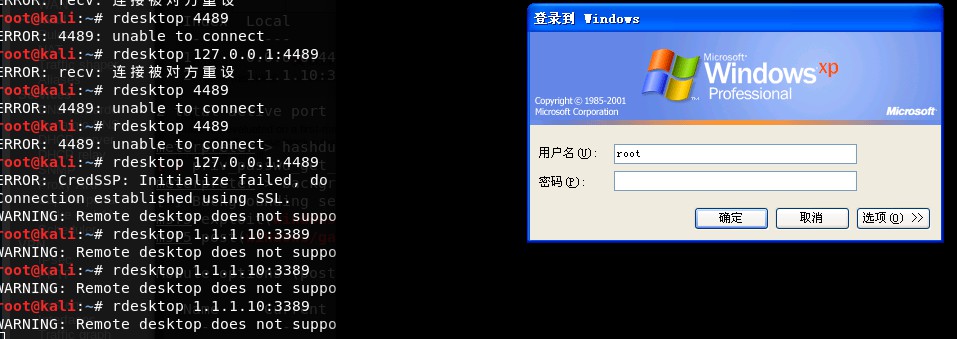 ERROR: recv: 连接被对方重设
root@kali:~# rdesktop 4489
ERROR: 4489: unable to connect
root@kali:~# rdesktop 127.0.0.1:4489
ERROR: recv: 连接被对方重设
root@kali:~# rdesktop 4489
ERROR: 4489: unable to connect
root@kali:~# rdesktop 4489
ERROR: 4489: unable to connect
root@kali:~# rdesktop 127.0.0.1:4489
ERROR: CredSSP: Initialize failed, do
Connection established using SSL.
WARNING: Remote desktop does not suppo
root@kali:~# rdesktop 1.1.1.10:3389
WARNING: Remote desktop does not suppo
root@kali:~# rdesktop 1.1.1.10:3389
WARNING: Remote desktop does not suppo
root@kali:~# rdesktop 1.1.1.10:3389
WARNING: Remote desktop does not suppo
登录到 Windows
Microsoft®
Windows xp
Professional
Copyright © 1985-2001
Microsoft Corporation
Microsoft
用户名(U):
root
密码(P):
确定
取消
选项(O) >>